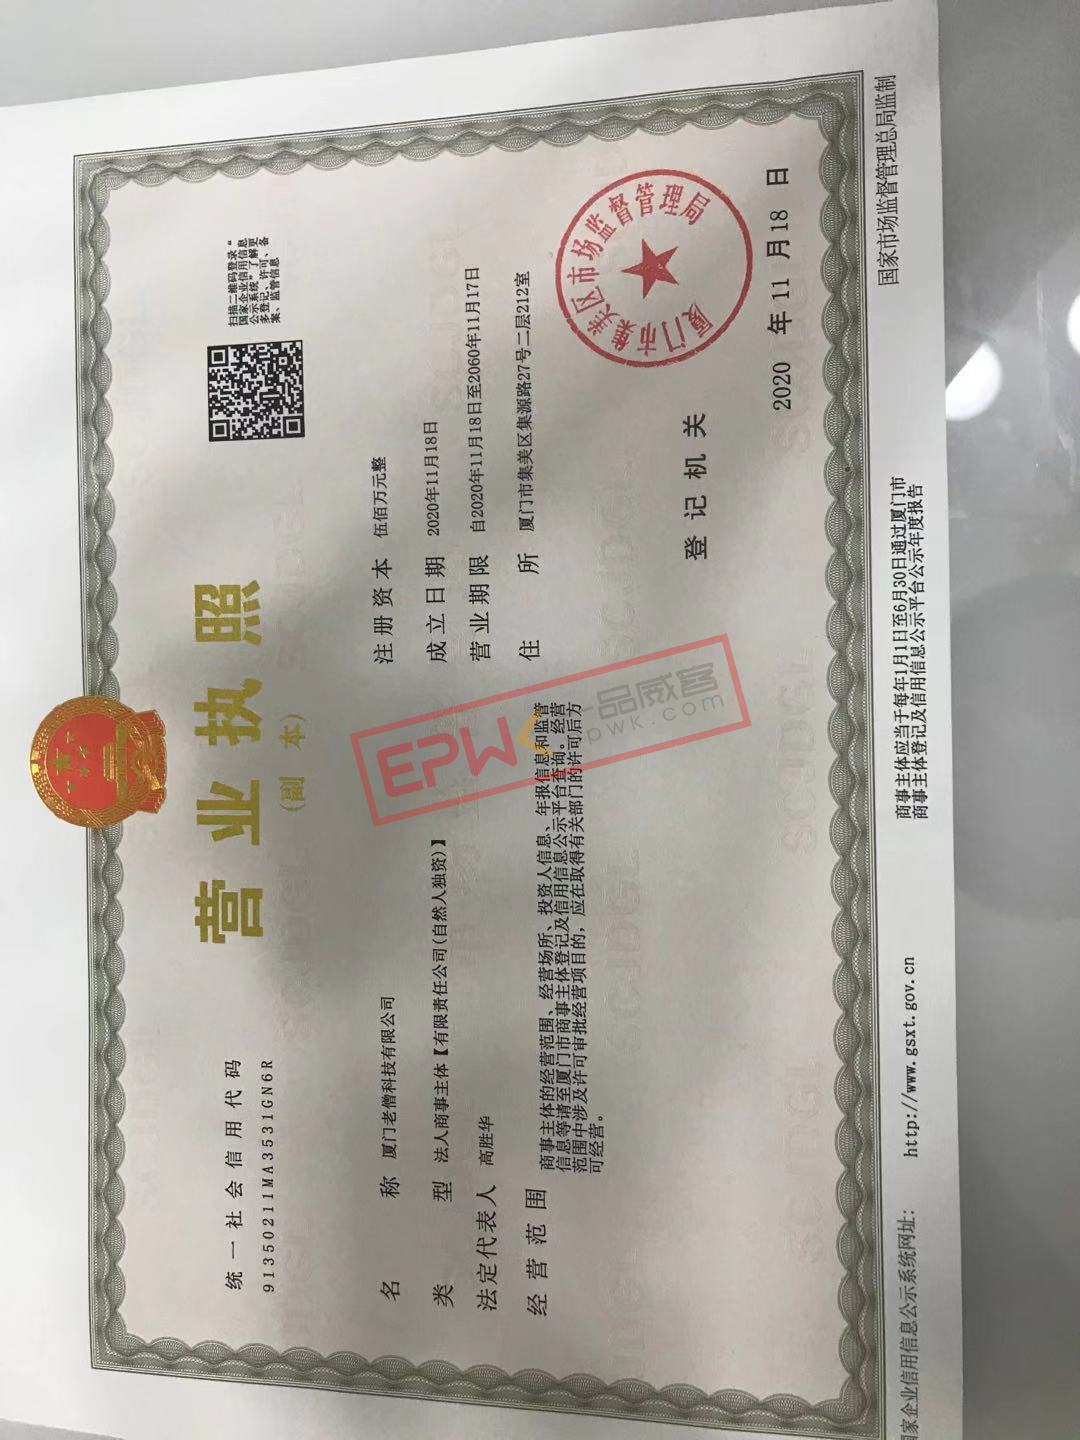 营业执照
(副 本)
统一社会信用代码
91350211MA3531GN6R
扫描二维码登录“
国家企业信用信息
公示系统”了解更
多登记、许可、备
案、监管信息
名 称 厦门老僧科技有限公司
类 型 法人商事主体【有限责任公司(自然人独资)】
法定代表人 高胜华
经营范围 商事主体的经营范围、经营场所、投资人信息、年报信息和监管
信息等请至厦门市商事主体登记及信用信息公示平台查询。经营
范围中涉及许可审批经营项目的，应在取得有关部门的许可后方
可经营。
注册资本 伍佰万元整
成立日期 2020年11月18日
营业期限 自2020年11月18日至2060年11月17日
住 所 厦门市集美区集源路27号二层212室
登记机关
厦门市集美区市场监督管理局
2020 年 11 月 18 日
EPWK
一品威客
epwk.com
国家企业信用信息公示系统网址： http://www.gsxt.gov.cn
商事主体应当于每年1月1日至6月30日通过厦门市
商事主体登记及信用信息公示平台公示年度报告
国家市场监督管理总局监制